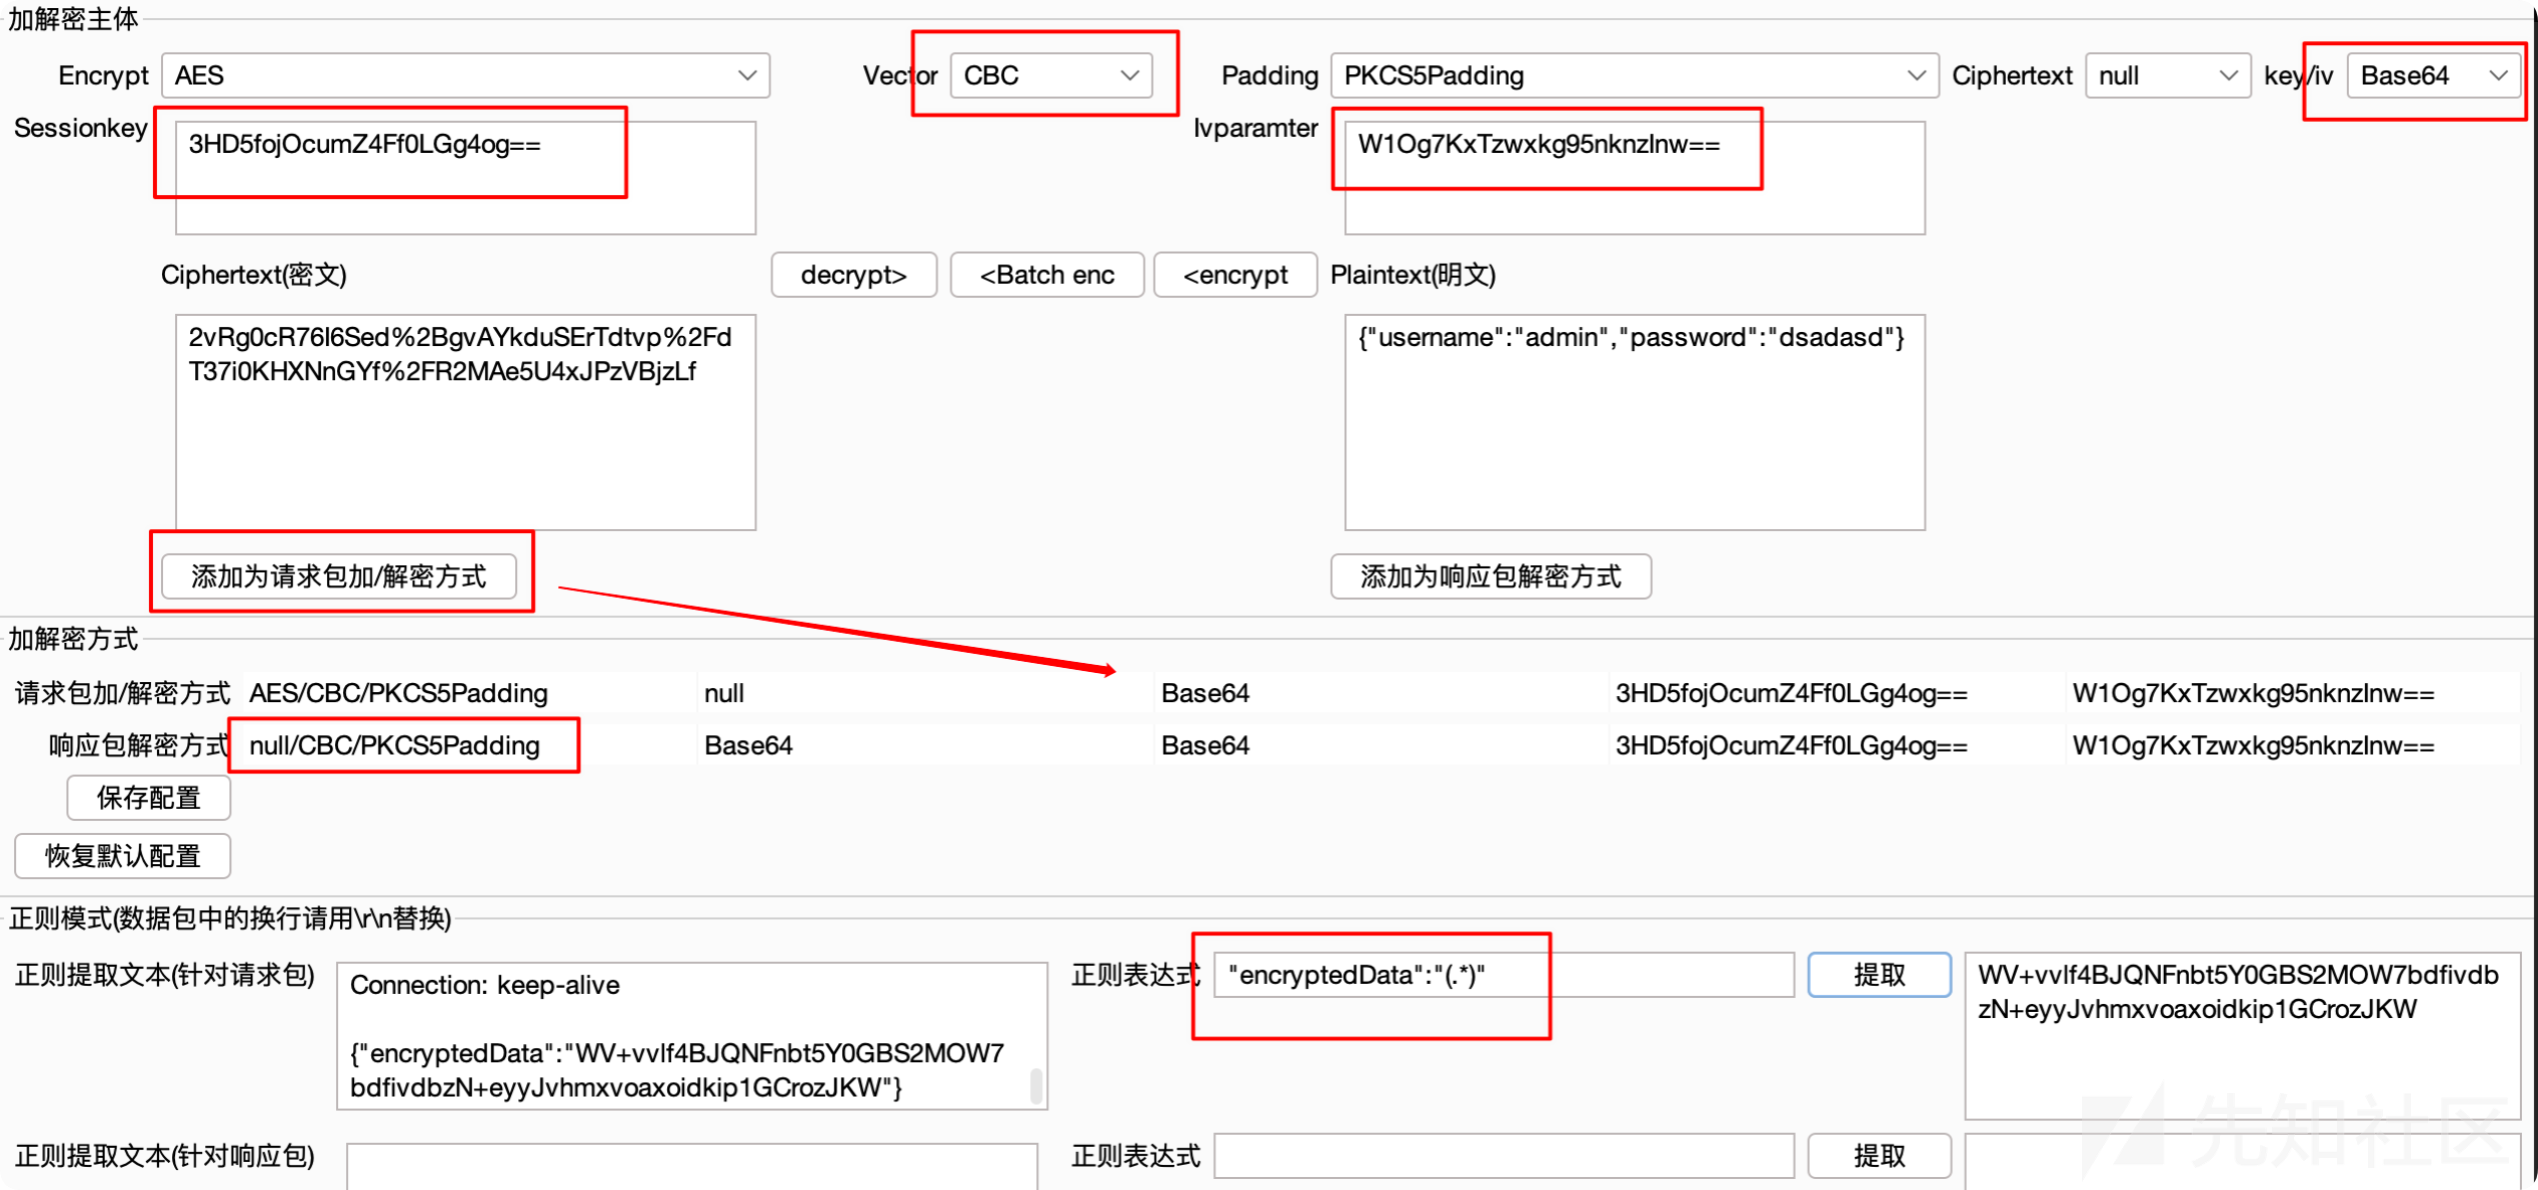 加解密主体
Encrypt AES Vector CBC Padding PKCS5Padding Ciphertext null key/iv Base64
Sessionkey 3HD5fojOcumZ4Ff0LGg4og== Ivparamter W1Og7KxTzwxkg95nknzlnw==
Ciphertext(密文) decrypt> <Batch enc <encrypt Plaintext(明文)
2vRg0cR76I6Sed%2BgvAYkduSErTdtvp%2Fd {"username":"admin","password":"dsadasd"}
T37i0KHXNnGYf%2FR2MAe5U4xJPzVBjzLf
添加为请求包加/解密方式 添加为响应包解密方式
加解密方式
请求包加/解密方式 AES/CBC/PKCS5Padding null Base64 3HD5fojOcumZ4Ff0LGg4og== W1Og7KxTzwxkg95nknzlnw==
响应包解密方式 null/CBC/PKCS5Padding Base64 Base64 3HD5fojOcumZ4Ff0LGg4og== W1Og7KxTzwxkg95nknzlnw==
保存配置
恢复默认配置
正则模式(数据包中的换行请用\r\n替换)
正则提取文本(针对请求包) Connection: keep-alive 正则表达式 "encryptedData":"(.*)" 提取 WV+vvlf4BJQNFnbt5Y0GBS2MOW7bdfivdb
zN+eyyJvhmxvoaxoidkip1GCrozJKW
{"encryptedData":"WV+vvlf4BJQNFnbt5Y0GBS2MOW7
bdfivdbzN+eyyJvhmxvoaxoidkip1GCrozJKW"}
正则提取文本(针对响应包) 正则表达式 提取
先知社区